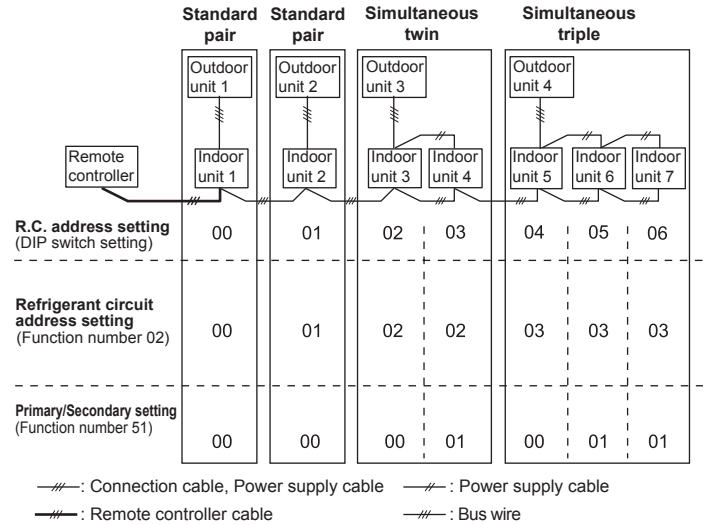 Standard pair
Standard pair
Simultaneous twin
Simultaneous triple
Outdoor unit 1
Outdoor unit 2
Outdoor unit 3
Outdoor unit 4
Remote controller
Indoor unit 1
Indoor unit 2
Indoor unit 3
Indoor unit 4
Indoor unit 5
Indoor unit 6
Indoor unit 7
R.C. address setting
(DIP switch setting)
00 01 02 03 04 05 06
Refrigerant circuit
address setting
(Function number 02)
00 01 02 02 03 03 03
Primary/Secondary setting
(Function number 51)
00 00 00 01 00 01 01
: Connection cable, Power supply cable
: Power supply cable
: Remote controller cable
: Bus wire